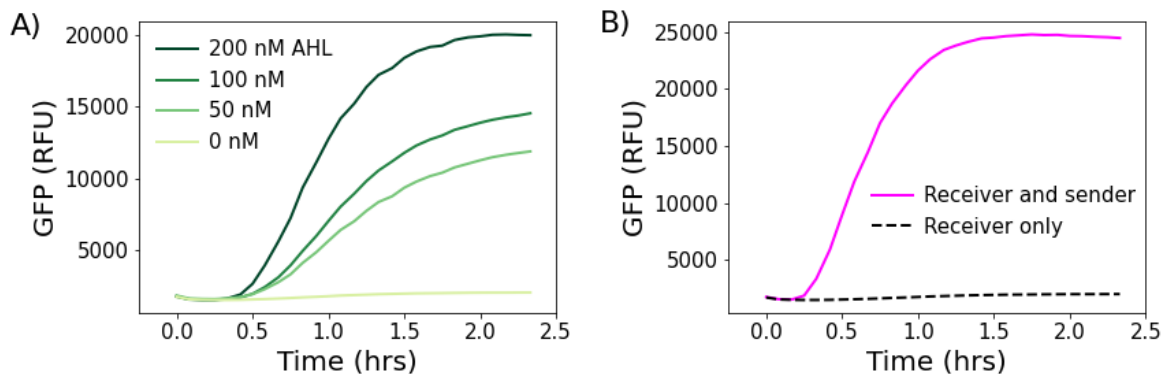 A)
GFP (RFU)
20000
15000
10000
5000
200 nM AHL
100 nM
50 nM
0 nM
0.0 0.5 1.0 1.5 2.0 2.5
Time (hrs)
B)
GFP (RFU)
25000
20000
15000
10000
5000
Receiver and sender
Receiver only
0.0 0.5 1.0 1.5 2.0 2.5
Time (hrs)